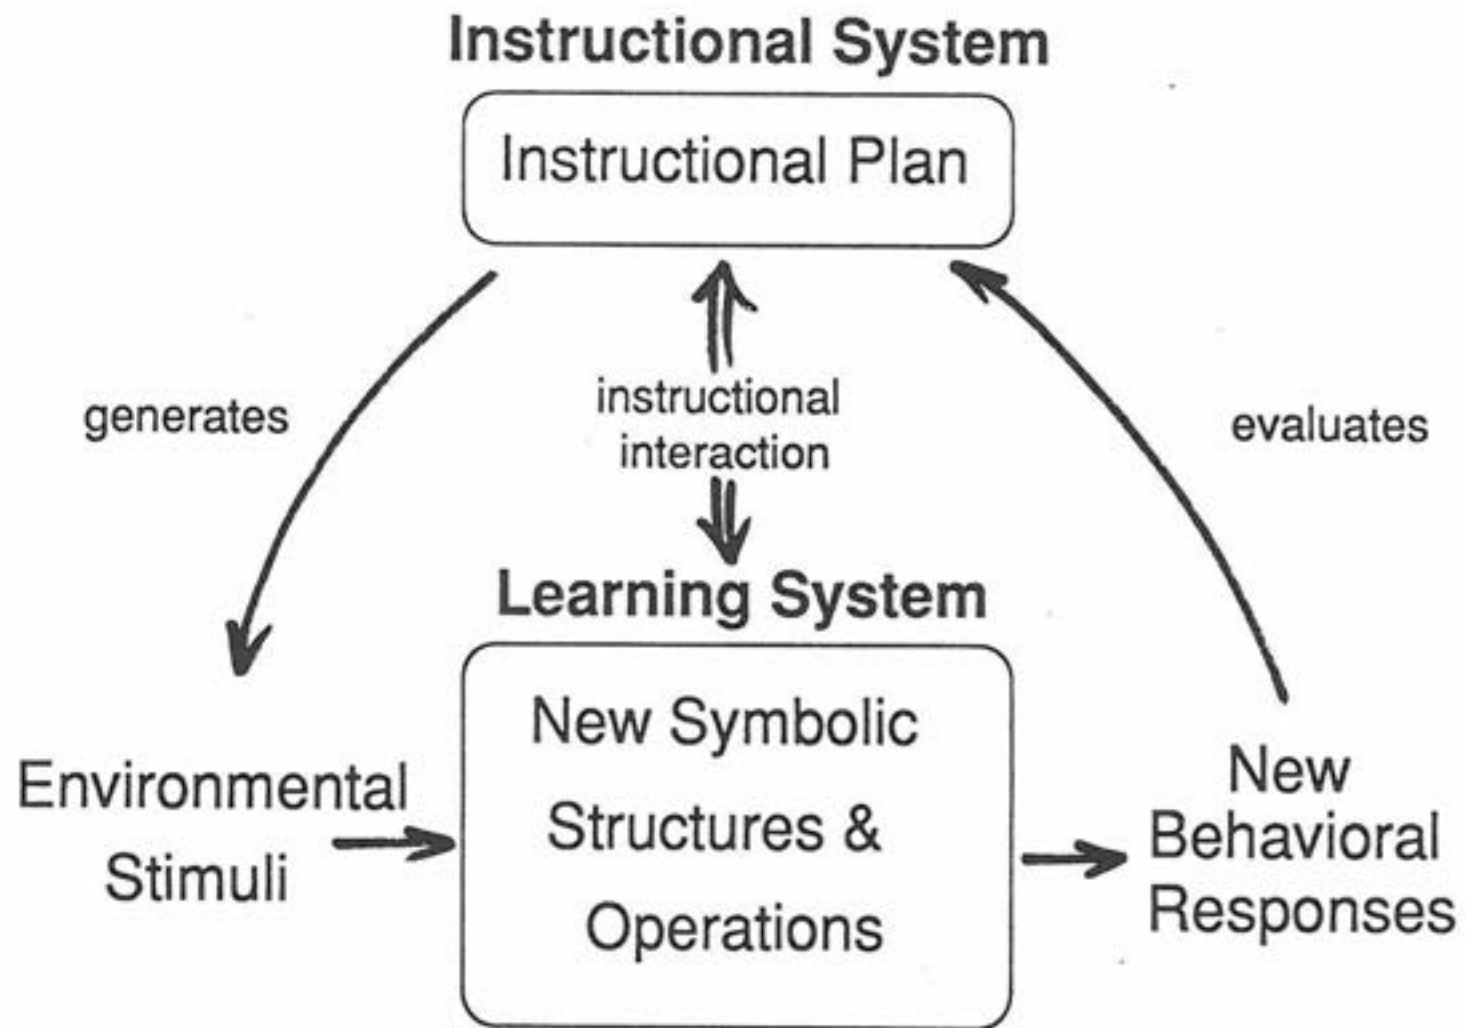 Instructional System
Instructional Plan
generates
instructional
interaction
evaluates
Learning System
Environmental
Stimuli
New Symbolic
Structures &
Operations
New
Behavioral
Responses